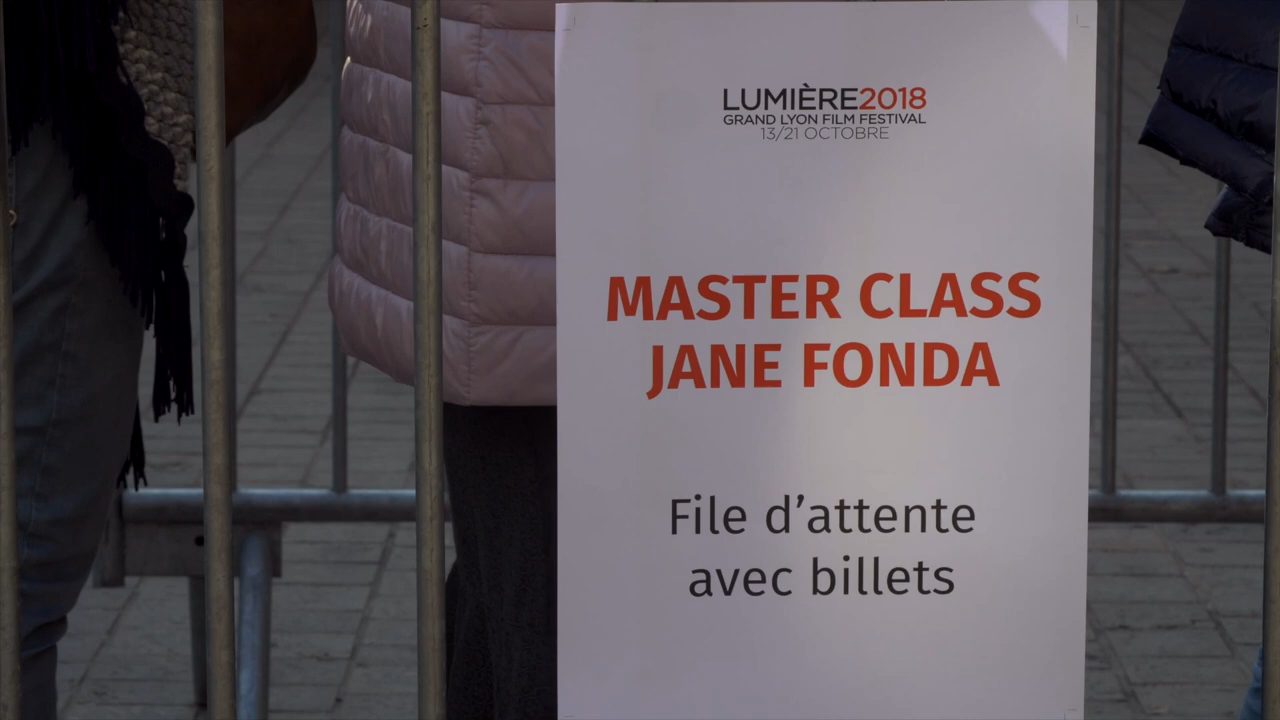 LUMIÈRE2018
GRAND LYON FILM FESTIVAL
13/21 OCTOBRE
MASTER CLASS
JANE FONDA
File d’attente
avec billets